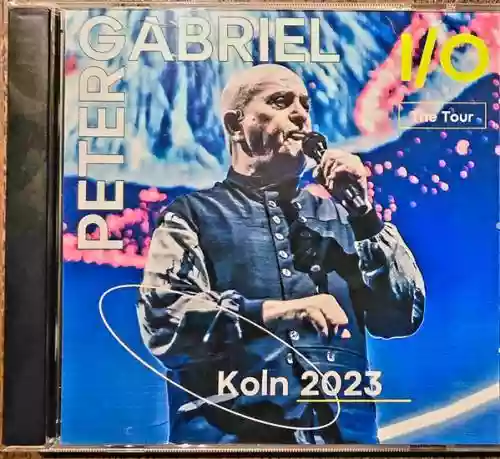 PETER
GABRIEL
I/O
The Tour
Koln 2023